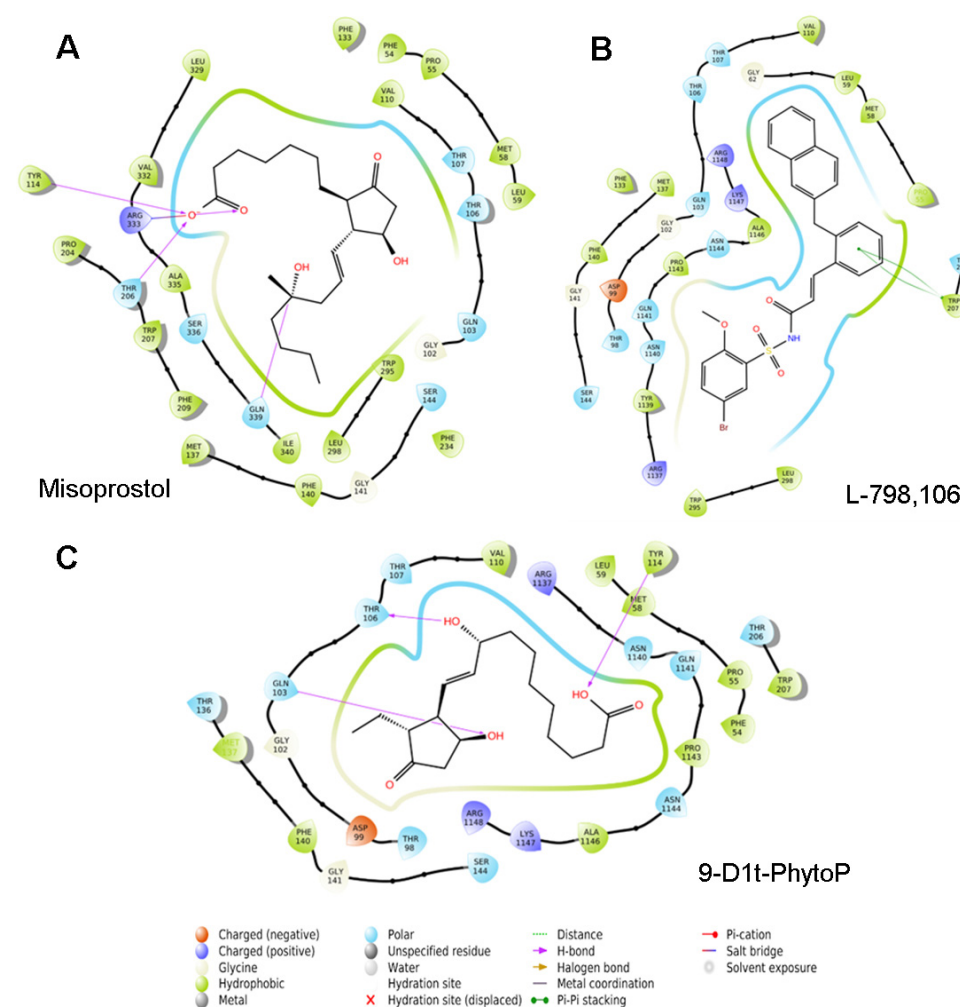 A
PHE
133
PHE
54
PRO
55
LEU
329
VAL
110
THR
107
MET
58
LEU
59
THR
106
TYR
114
VAL
332
ARG
333
O-
O
O
OH
OH
PRO
204
THR
206
ALA
335
SER
336
TRP
207
PHE
209
GLN
103
GLY
102
TRP
295
SER
144
GLN
339
ILE
340
LEU
298
PHE
234
MET
137
PHE
140
GLY
141
Misoprostol
B
VAL
110
THR
107
GLY
62
LEU
59
THR
106
MET
58
ARG
1148
LYS
1147
PHE
133
MET
137
GLN
103
GLY
102
ALA
1146
ASN
1144
PHE
140
PRO
1143
GLY
141
ASP
99
GLN
1141
THR
98
ASN
1140
SER
144
TYR
1139
ARG
1137
TRP
207
O
NH
O
S
O
O
Br
TRP
295
LEU
298
L-798,106
C
THR
107
VAL
110
ARG
1137
LEU
59
TYR
114
THR
106
HO
MET
58
THR
206
ASN
1140
GLN
1141
GLN
103
PRO
55
TRP
207
THR
136
HO
O
PHE
54
MET
137
GLY
102
OH
O
PRO
1143
ASN
1144
PHE
140
ASP
99
THR
98
ARG
1148
LYS
1147
ALA
1146
GLY
141
SER
144
9-D1t-PhytoP
Charged (negative)
Charged (positive)
Glycine
Hydrophobic
Metal
Polar
Unspecified residue
Water
Hydration site
Hydration site (displaced)
Distance
H-bond
Halogen bond
Metal coordination
Pi-Pi stacking
Pi-cation
Salt bridge
Solvent exposure